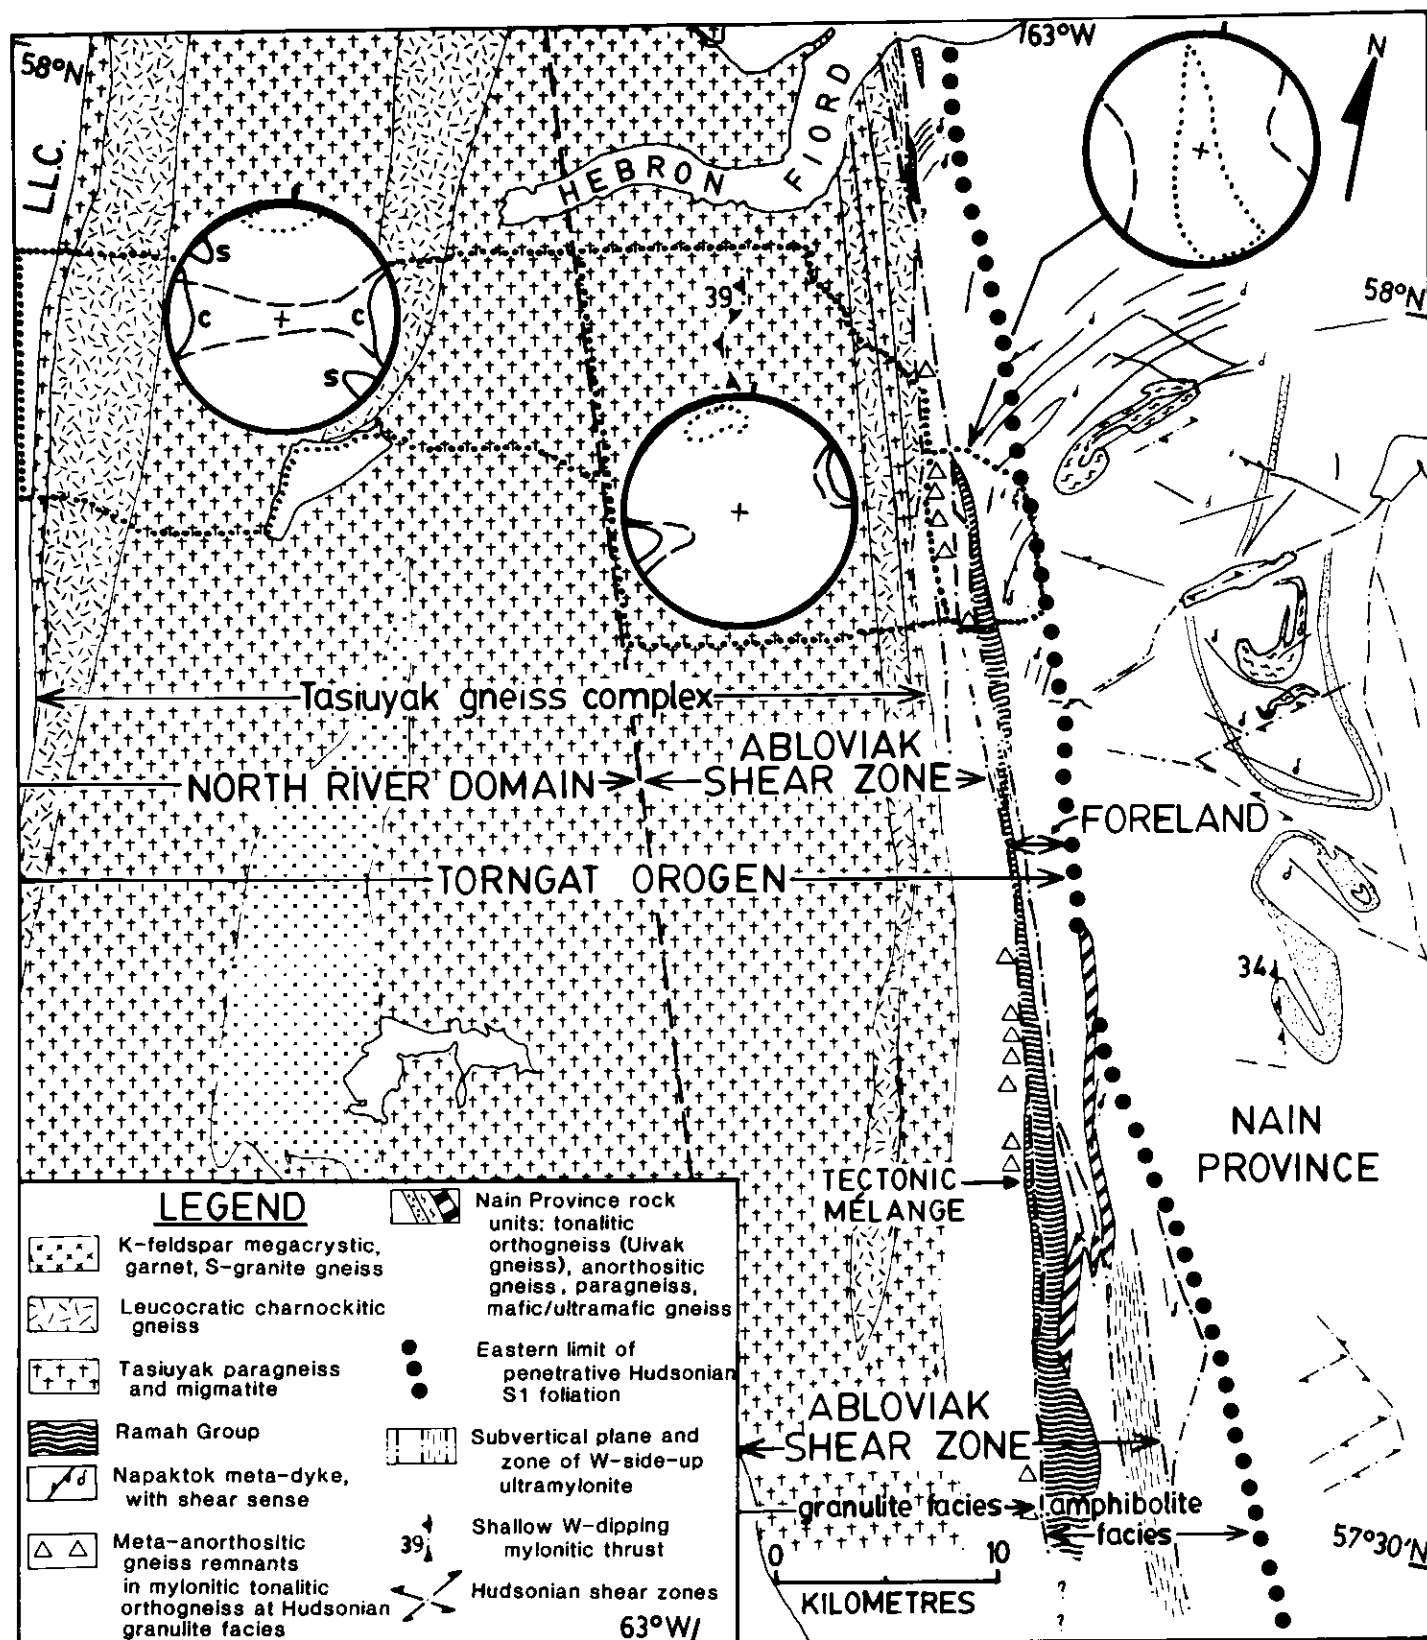 58°N
63°W
N
LL.C.
HEBRON
FIORD
S
C
C
S
39
58°N
Tasiuyak gneiss complex
ABLOVIAK
NORTH RIVER DOMAIN
SHEAR ZONE
FORELAND
TORNGAT OROGEN
34
NAIN
PROVINCE
TECTONIC
MÉLANGE
ABLOVIAK
SHEAR ZONE
granulite facies
amphibolite
facies
57°30'N
0 10
KILOMETRES
?
?
LEGEND
K-feldspar megacrystic,
garnet, S-granite gneiss
Leucocratic charnockitic
gneiss
Tasiuyak paragneiss
and migmatite
Ramah Group
d
Napaktok meta-dyke,
with shear sense
Meta-anorthositic
gneiss remnants
in mylonitic tonalitic
orthogneiss at Hudsonian
granulite facies
Nain Province rock
units: tonalitic
orthogneiss (Uivak
gneiss), anorthositic
gneiss, paragneiss,
mafic/ultramafic gneiss
Eastern limit of
penetrative Hudsonian
S1 foliation
Subvertical plane and
zone of W-side-up
ultramylonite
39
Shallow W-dipping
mylonitic thrust
Hudsonian shear zones
63°W